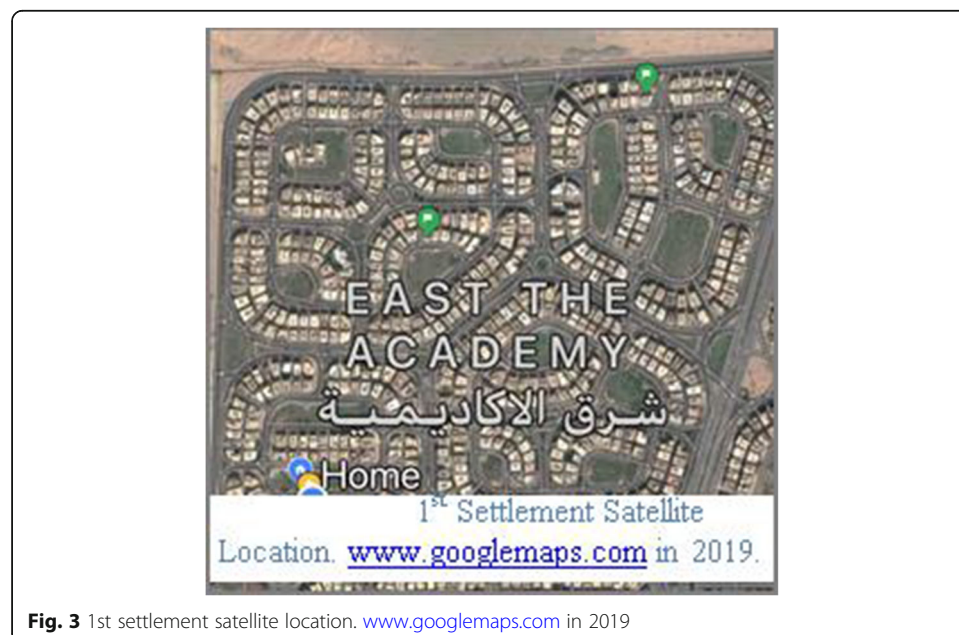 EAST THE
ACADEMY
شرق الاكاديمية
Home
1st Settlement Satellite
Location. www.googlemaps.com in 2019.
Fig. 3 1st settlement satellite location. www.googlemaps.com in 2019